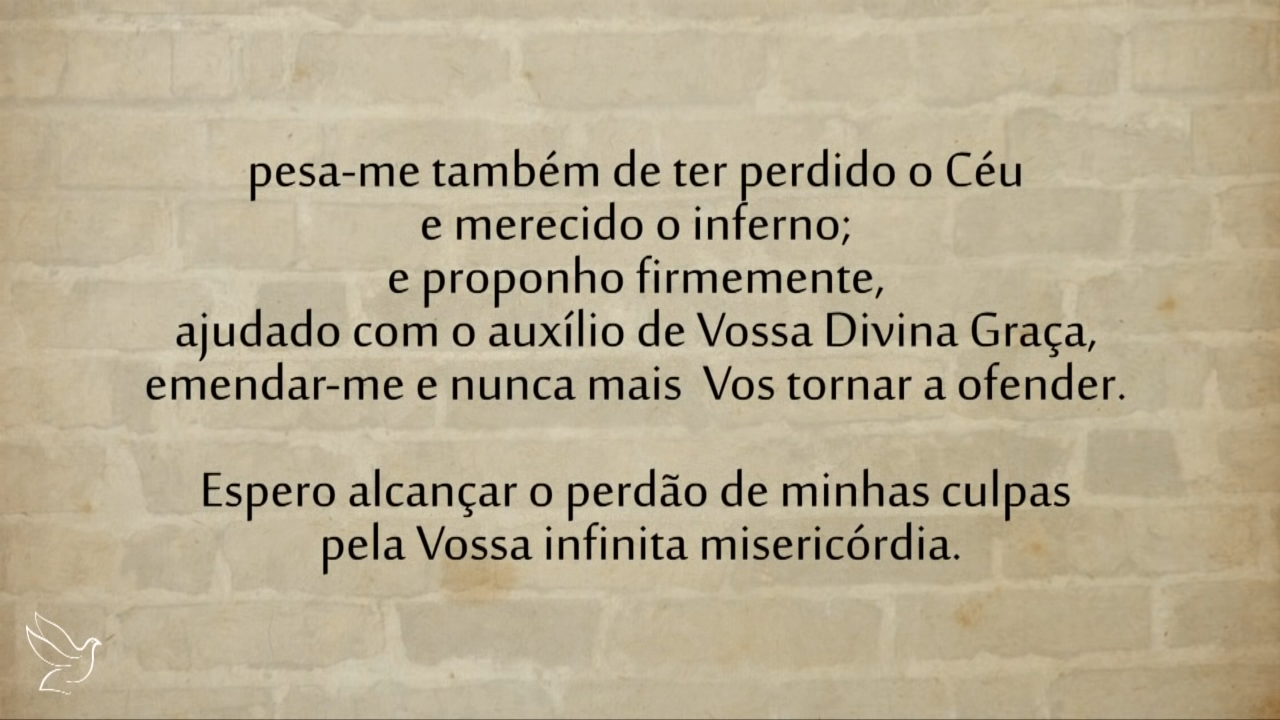 pesa-me também de ter perdido o Céu
e merecido o inferno;
e proponho firmemente,
ajudado com o auxílio de Vossa Divina Graça,
emendar-me e nunca mais  Vos tornar a ofender.
Espero alcançar o perdão de minhas culpas
pela Vossa infinita misericórdia.